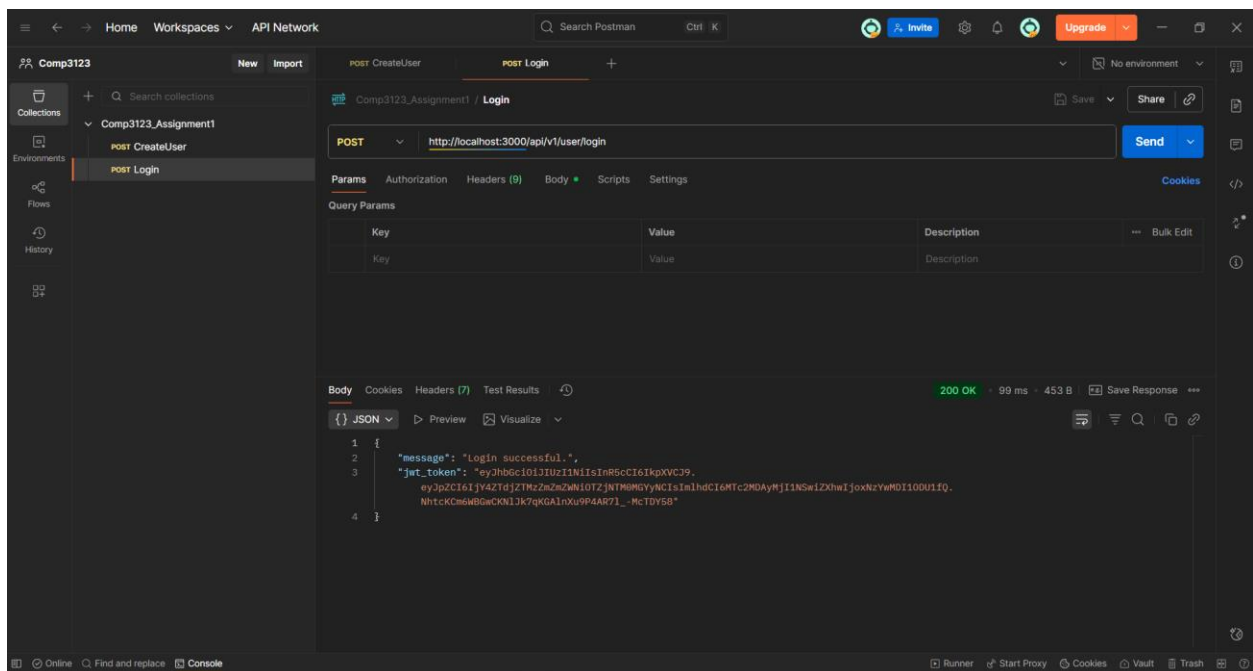 Home Workspaces API Network Search Postman Ctrl K Invite Upgrade
Comp3123 New Import POST CreateUser POST Login No environment
Collections Search collections HTTP Comp3123_Assignment1 / Login Save Share
Comp3123_Assignment1
POST CreateUser POST http://localhost:3000/api/v1/user/login Send
Environments
POST Login
Params Authorization Headers (9) Body Scripts Settings Cookies
Flows
Query Params
History
Key Value Description Bulk Edit
Key Value Description
Body Cookies Headers (7) Test Results 200 OK 99 ms 453 B Save Response
{} JSON Preview Visualize
1 {
2 "message": "Login successful.",
3 "jwt_token": "eyJhbGciOiJIUzI1NiIsInR5cCI6IkpXVCJ9.
4 }
Online Find and replace Console Runner Start Proxy Cookies Vault Trash